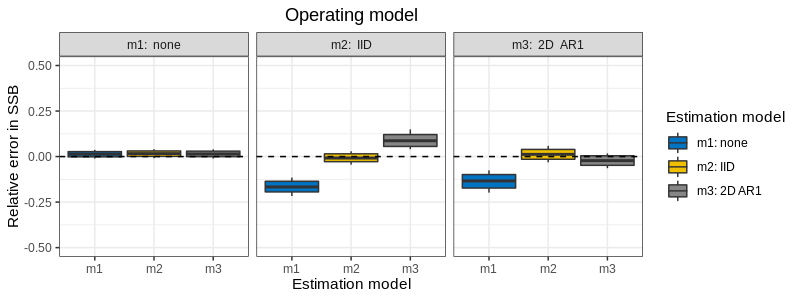 Operating model
m1: none
m2: IID
m3: 2D AR1
Relative error in SSB
0.50
0.25
0.00
-0.25
-0.50
m1 m2 m3
m1 m2 m3
m1 m2 m3
Estimation model
Estimation model
m1: none
m2: IID
m3: 2D AR1